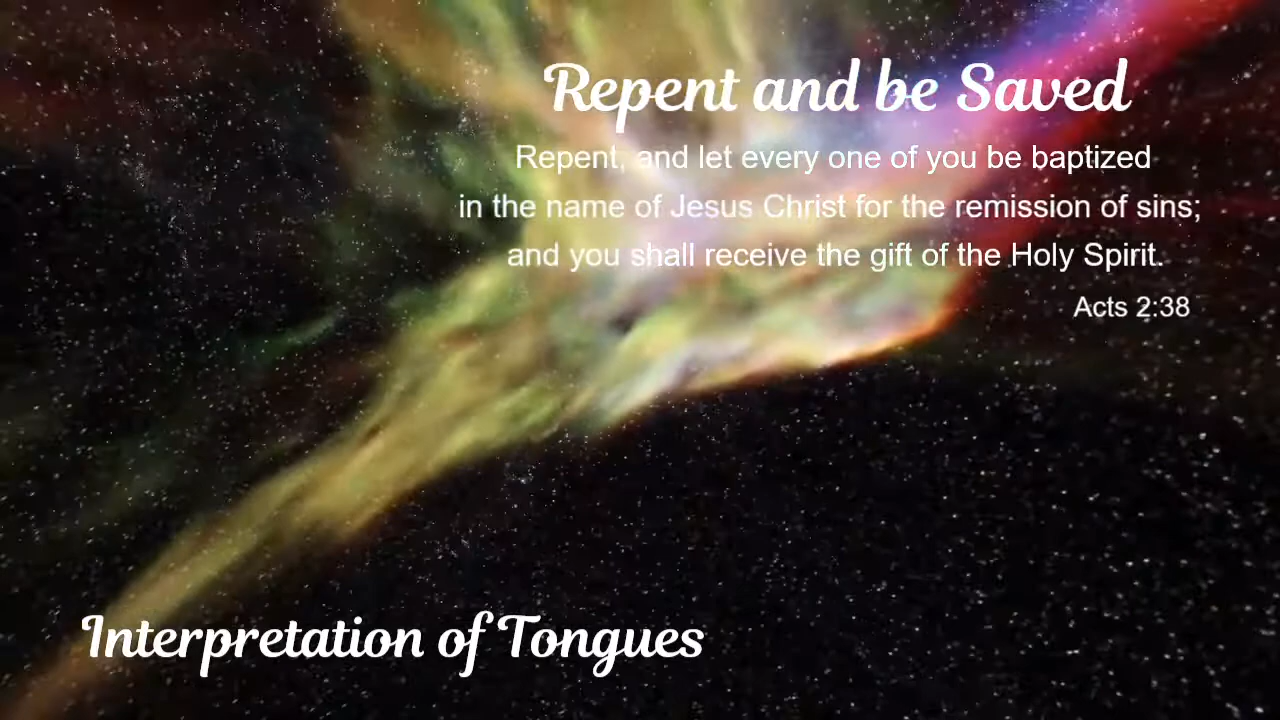 Repent and be Saved
Repent, and let every one of you be baptized
in the name of Jesus Christ for the remission of sins;
and you shall receive the gift of the Holy Spirit.
Acts 2:38
Interpretation of Tongues